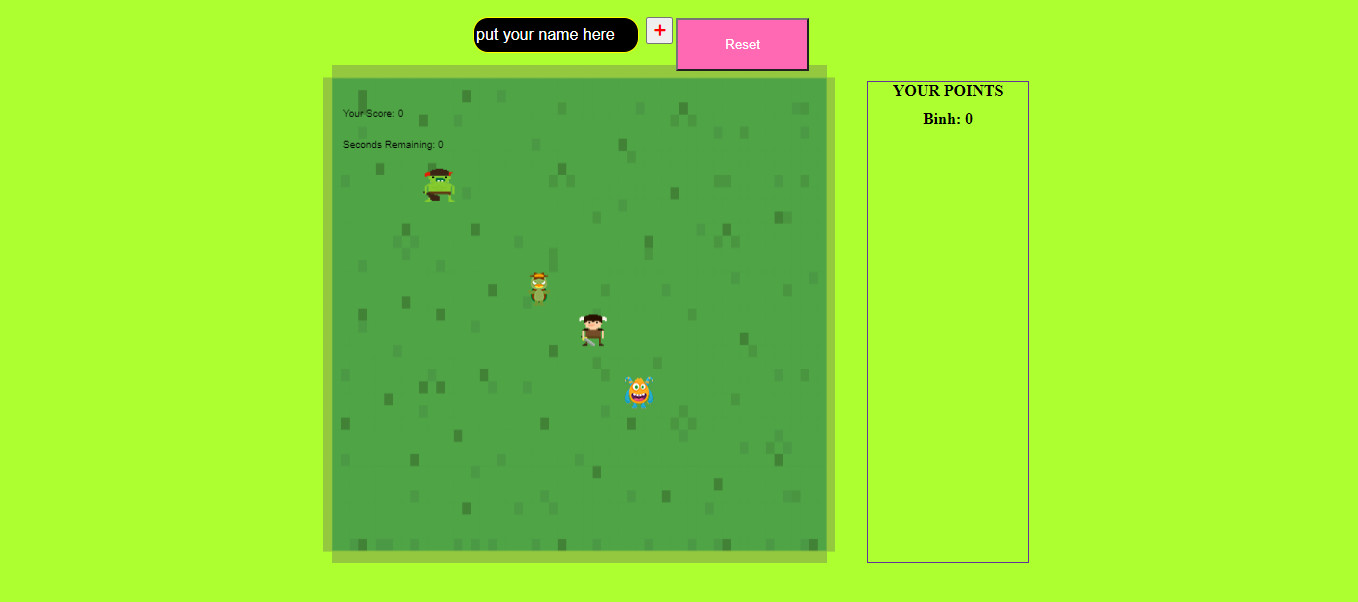 put your name here
+
Reset
Your Score: 0
Seconds Remaining: 0
YOUR POINTS
Binh: 0